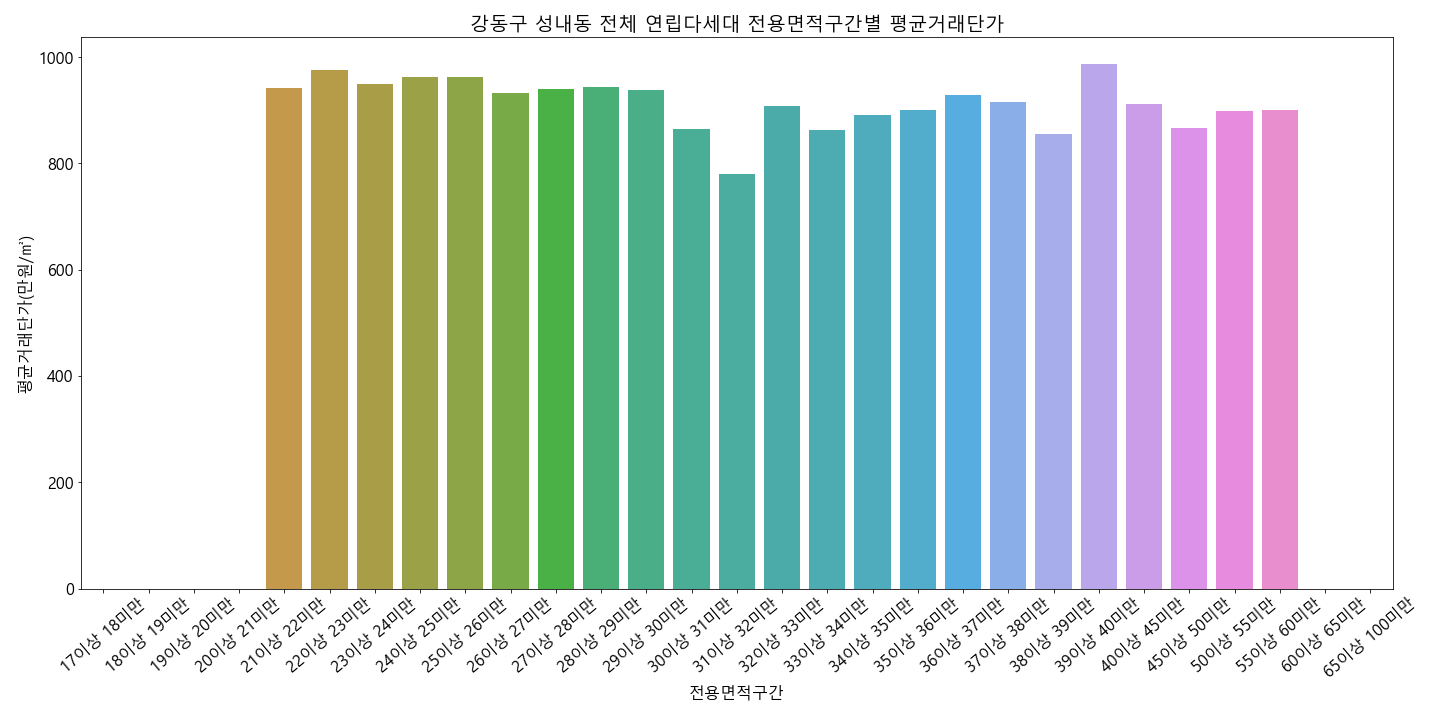 강동구 성내동 전체 연립다세대 전용면적구간별 평균거래단가
평균거래단가(만원/㎡)
1000
800
600
400
200
0
17이상 18미만
18이상 19미만
19이상 20미만
20이상 21미만
21이상 22미만
22이상 23미만
23이상 24미만
24이상 25미만
25이상 26미만
26이상 27미만
27이상 28미만
28이상 29미만
29이상 30미만
30이상 31미만
31이상 32미만
32이상 33미만
33이상 34미만
34이상 35미만
35이상 36미만
36이상 37미만
37이상 38미만
38이상 39미만
39이상 40미만
40이상 45미만
45이상 50미만
50이상 55미만
55이상 60미만
60이상 65미만
65이상 100미만
전용면적구간